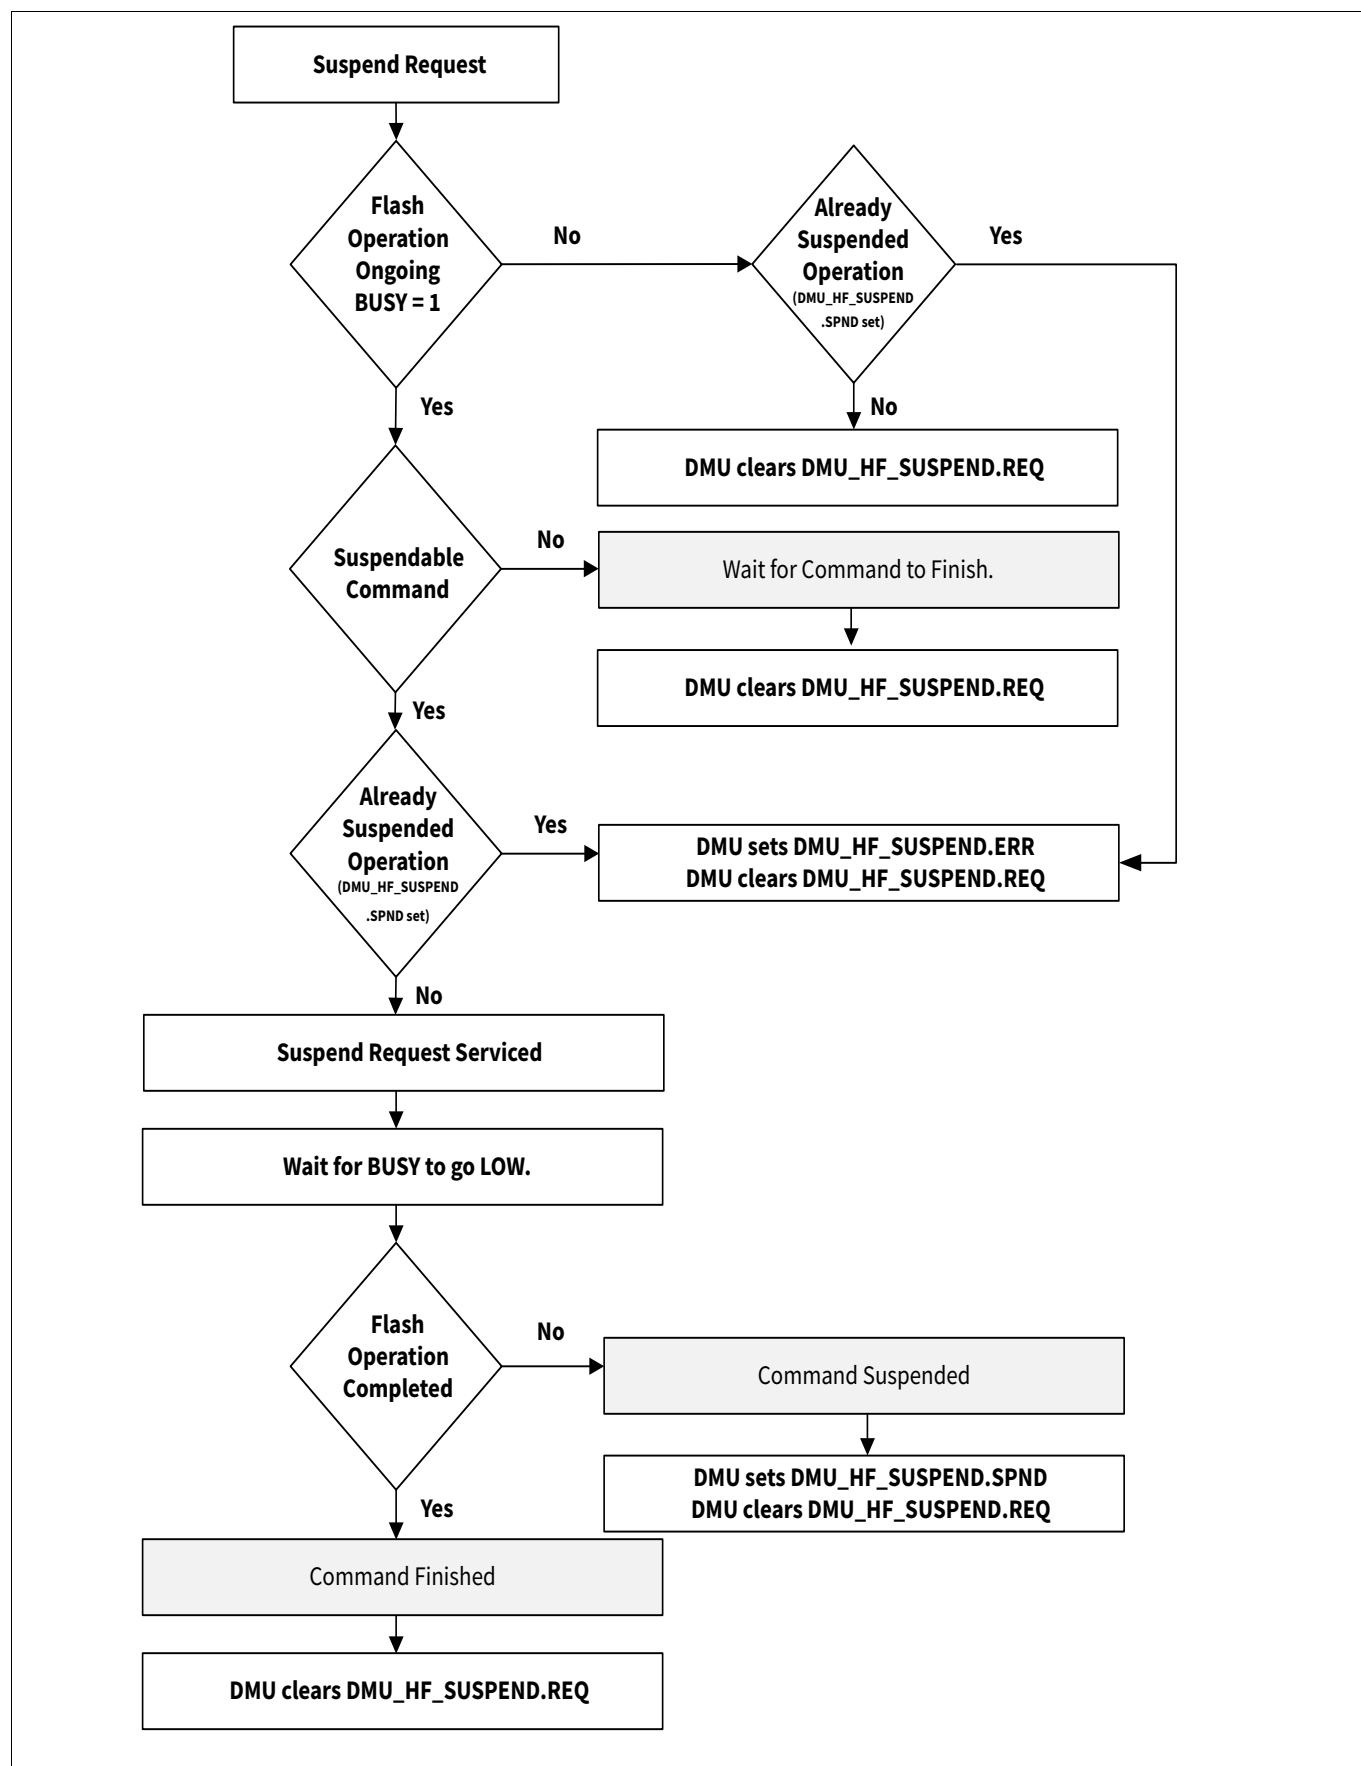 Suspend Request
Flash
Operation
Ongoing
BUSY = 1
No
Already
Suspended
Operation
(DMU_HF_SUSPEND
.SPND set)
Yes
Yes
No
DMU clears DMU_HF_SUSPEND.REQ
Suspendable
Command
No
Wait for Command to Finish.
DMU clears DMU_HF_SUSPEND.REQ
Yes
Already
Suspended
Operation
(DMU_HF_SUSPEND
.SPND set)
Yes
DMU sets DMU_HF_SUSPEND.ERR
DMU clears DMU_HF_SUSPEND.REQ
No
Suspend Request Serviced
Wait for BUSY to go LOW.
Flash
Operation
Completed
No
Command Suspended
DMU sets DMU_HF_SUSPEND.SPND
DMU clears DMU_HF_SUSPEND.REQ
Yes
Command Finished
DMU clears DMU_HF_SUSPEND.REQ